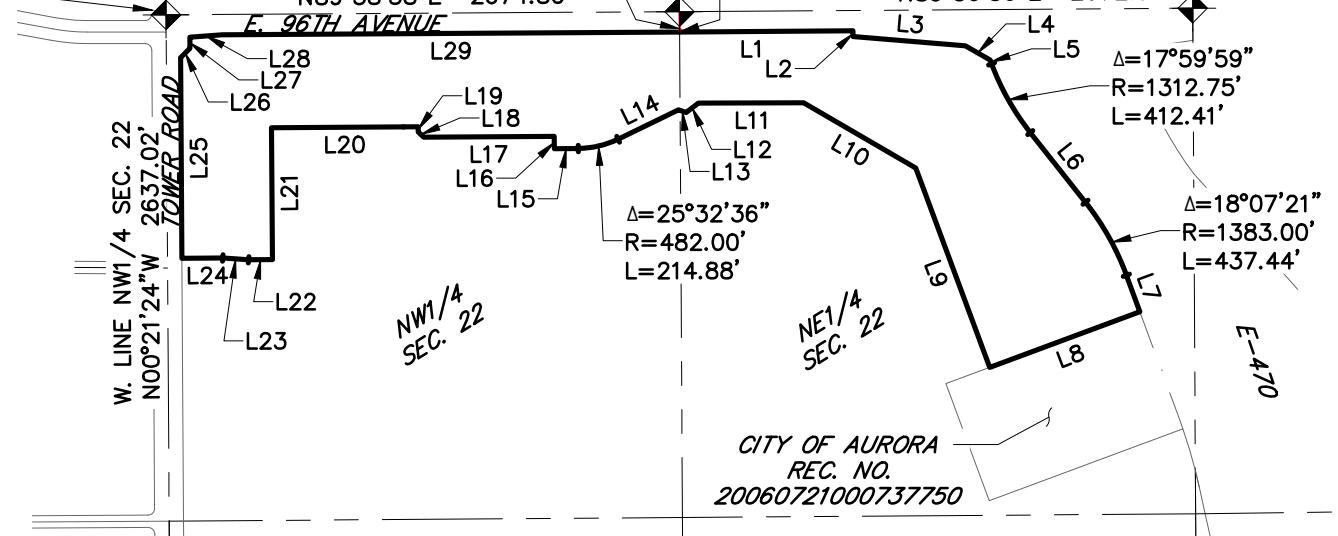 E. 96TH AVENUE
L29
L28
L27
L26
L1
L2
L3
L4
L5
Δ=17°59'59"
R=1312.75'
L=412.41'
L19
L18
L20
L17
L14
L11
L12
L13
L10
L16
L15
L6
TOWER ROAD
L25
L21
W. LINE NW1/4 SEC. 22
N00°21'24"W 2637.02'
Δ=25°32'36"
R=482.00'
L=214.88'
Δ=18°07'21"
R=1383.00'
L=437.44'
L24
L22
L23
L9
L7
L8
NW1/4
SEC. 22
NE1/4
SEC. 22
E-470
CITY OF AURORA
REC. NO.
20060721000737750